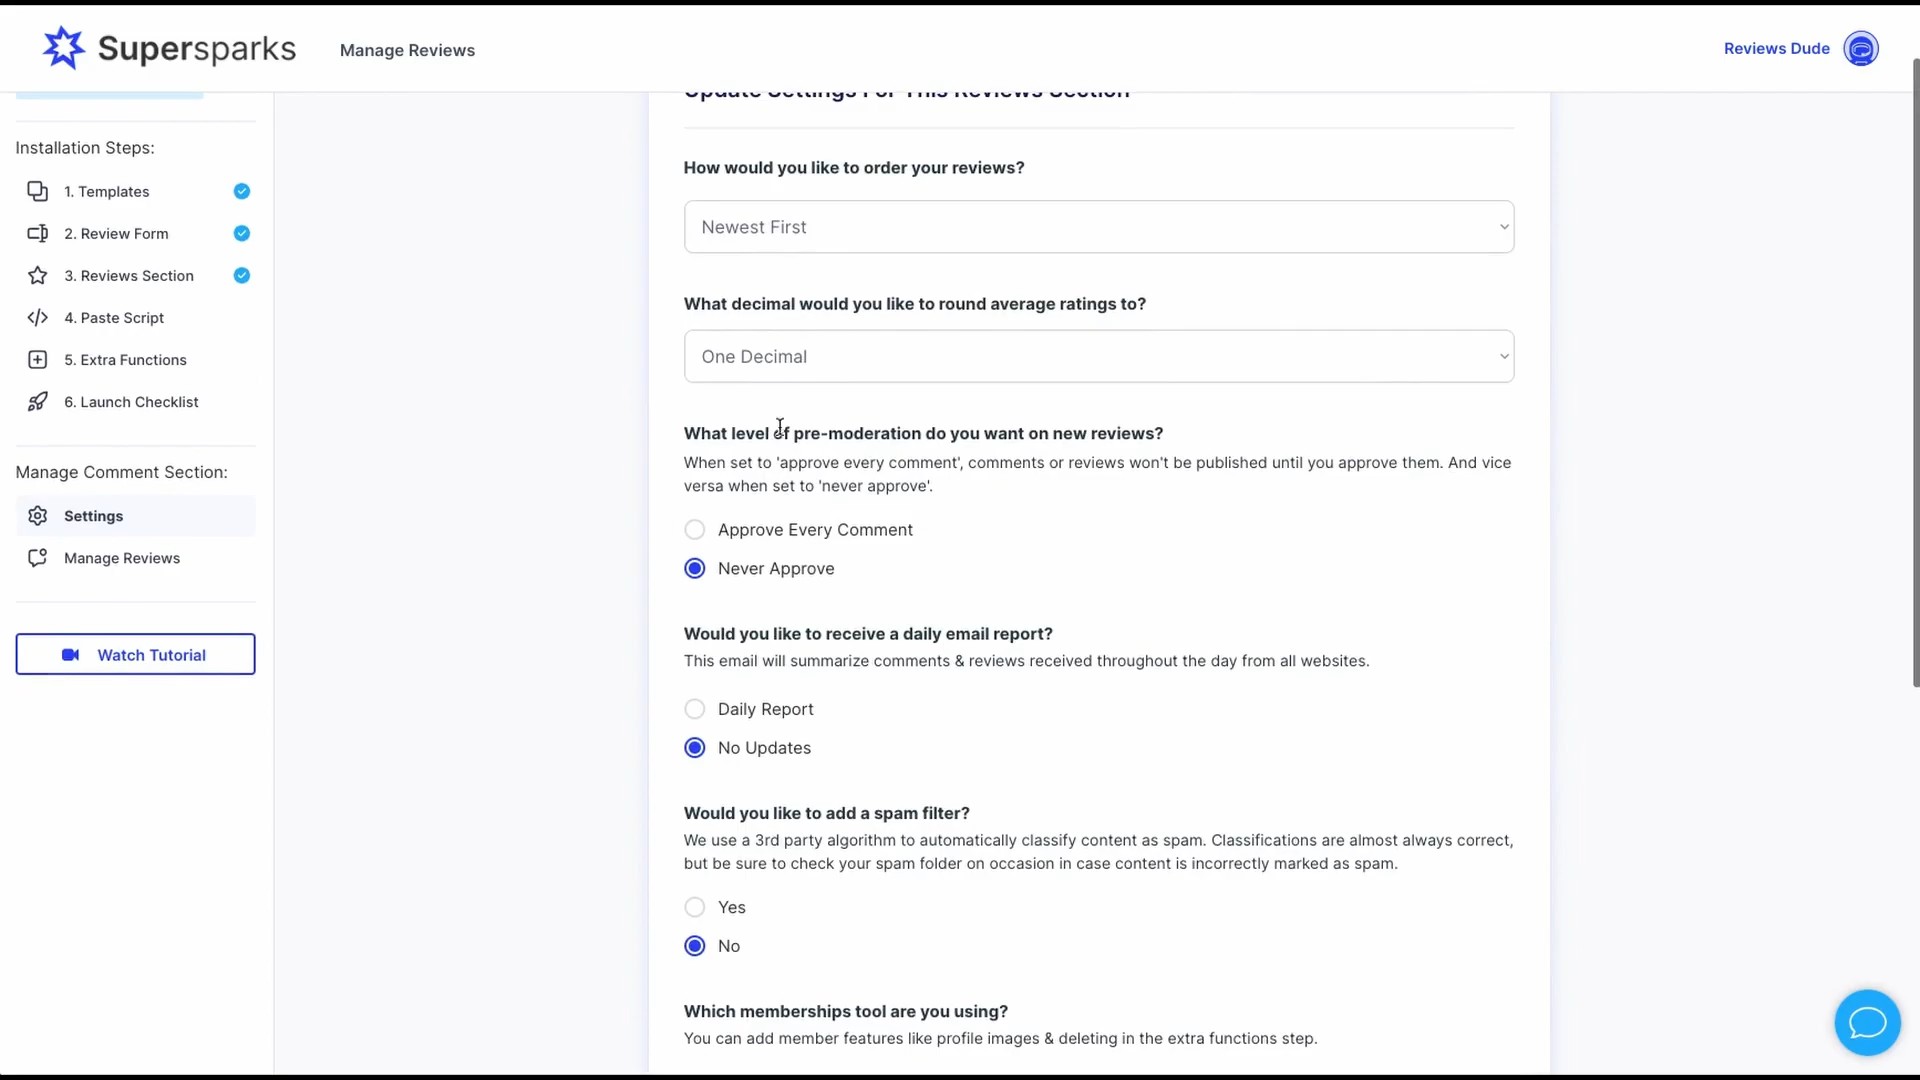 Supersparks
Manage Reviews
Reviews Dude
Installation Steps:
1. Templates
2. Review Form
3. Reviews Section
4. Paste Script
5. Extra Functions
6. Launch Checklist
Manage Comment Section:
Settings
Manage Reviews
Watch Tutorial
Update Settings For This Reviews Section
How would you like to order your reviews?
Newest First
What decimal would you like to round average ratings to?
One Decimal
What level of pre-moderation do you want on new reviews?
When set to 'approve every comment', comments or reviews won't be published until you approve them. And vice
versa when set to 'never approve'.
Approve Every Comment
Never Approve
Would you like to receive a daily email report?
This email will summarize comments & reviews received throughout the day from all websites.
Daily Report
No Updates
Would you like to add a spam filter?
We use a 3rd party algorithm to automatically classify content as spam. Classifications are almost always correct,
but be sure to check your spam folder on occasion in case content is incorrectly marked as spam.
Yes
No
Which memberships tool are you using?
You can add member features like profile images & deleting in the extra functions step.